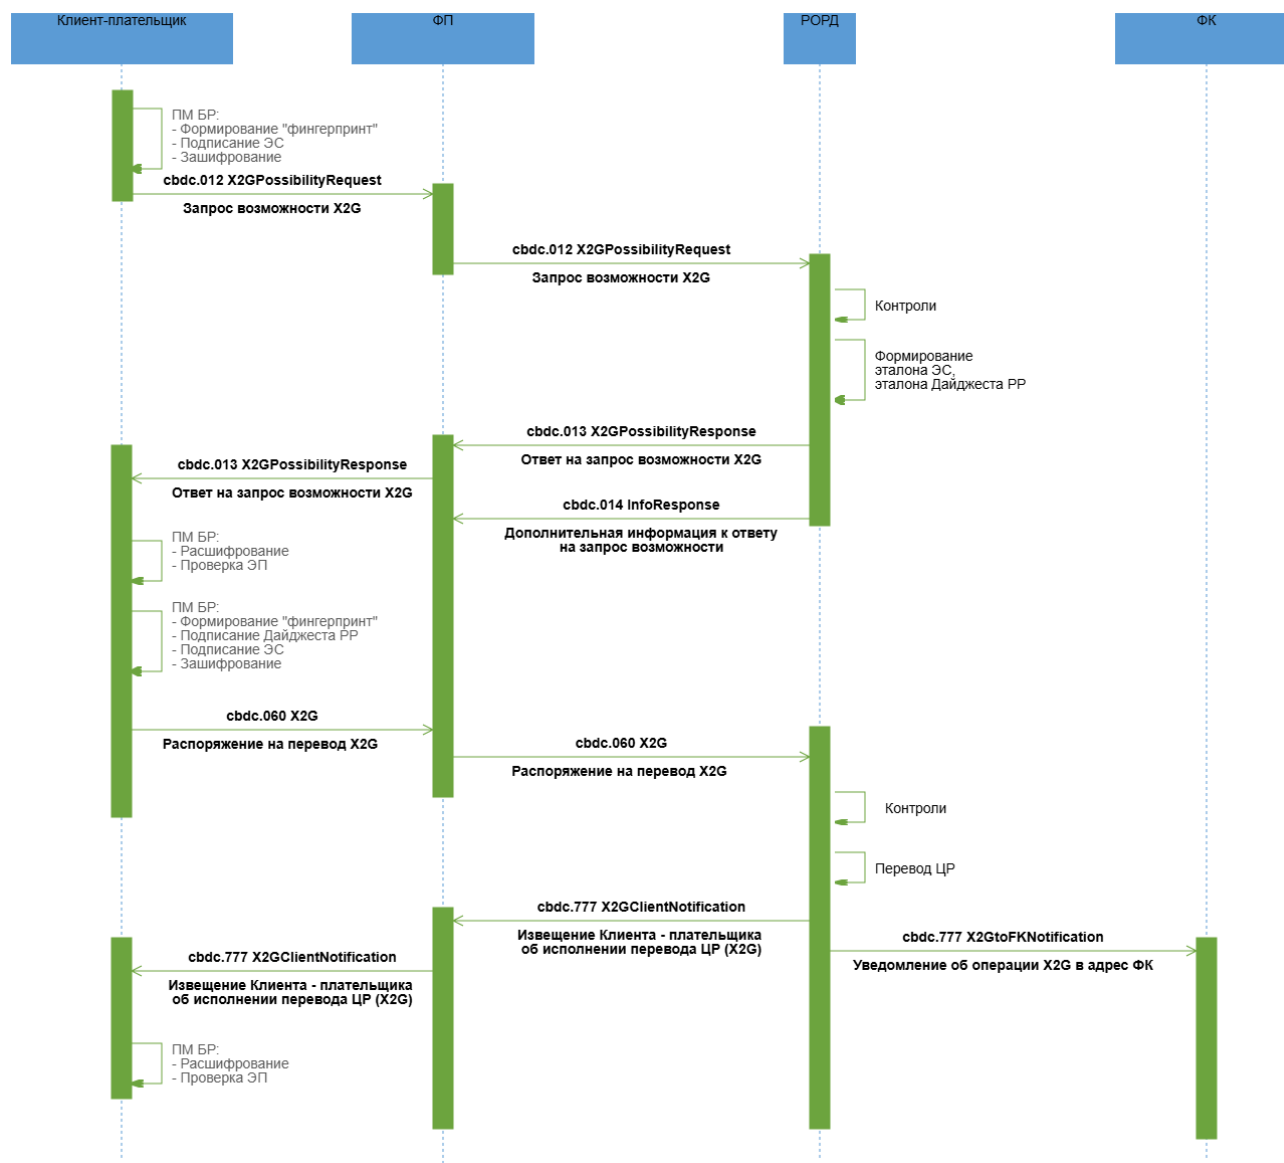 Клиент-плательщик
ФП
РОРД
ФК
ПМ БР:
- Формирование "фингерпринт"
- Подписание ЭС
- Зашифрование
cbdc.012 X2GPossibilityRequest
Запрос возможности X2G
cbdc.012 X2GPossibilityRequest
Запрос возможности X2G
Контроли
Формирование
эталона ЭС,
эталона Дайджеста РР
cbdc.013 X2GPossibilityResponse
Ответ на запрос возможности X2G
cbdc.013 X2GPossibilityResponse
Ответ на запрос возможности X2G
cbdc.014 InfoResponse
Дополнительная информация к ответу
на запрос возможности
ПМ БР:
- Расшифрование
- Проверка ЭП
ПМ БР:
- Формирование "фингерпринт"
- Подписание Дайджеста РР
- Подписание ЭС
- Зашифрование
cbdc.060 X2G
Распоряжение на перевод X2G
cbdc.060 X2G
Распоряжение на перевод X2G
Контроли
Перевод ЦР
cbdc.777 X2GClientNotification
Извещение Клиента - плательщика
об исполнении перевода ЦР (X2G)
cbdc.777 X2GtoFKNotification
Уведомление об операции X2G в адрес ФК
cbdc.777 X2GClientNotification
Извещение Клиента - плательщика
об исполнении перевода ЦР (X2G)
ПМ БР:
- Расшифрование
- Проверка ЭП